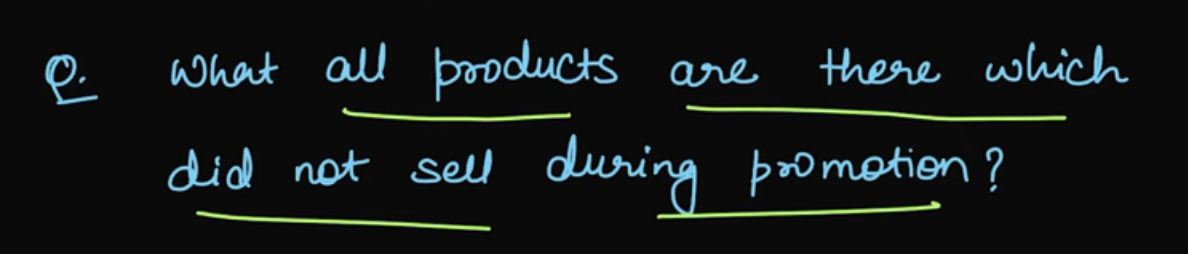 Q. What all products are there which
did not sell during promotion?